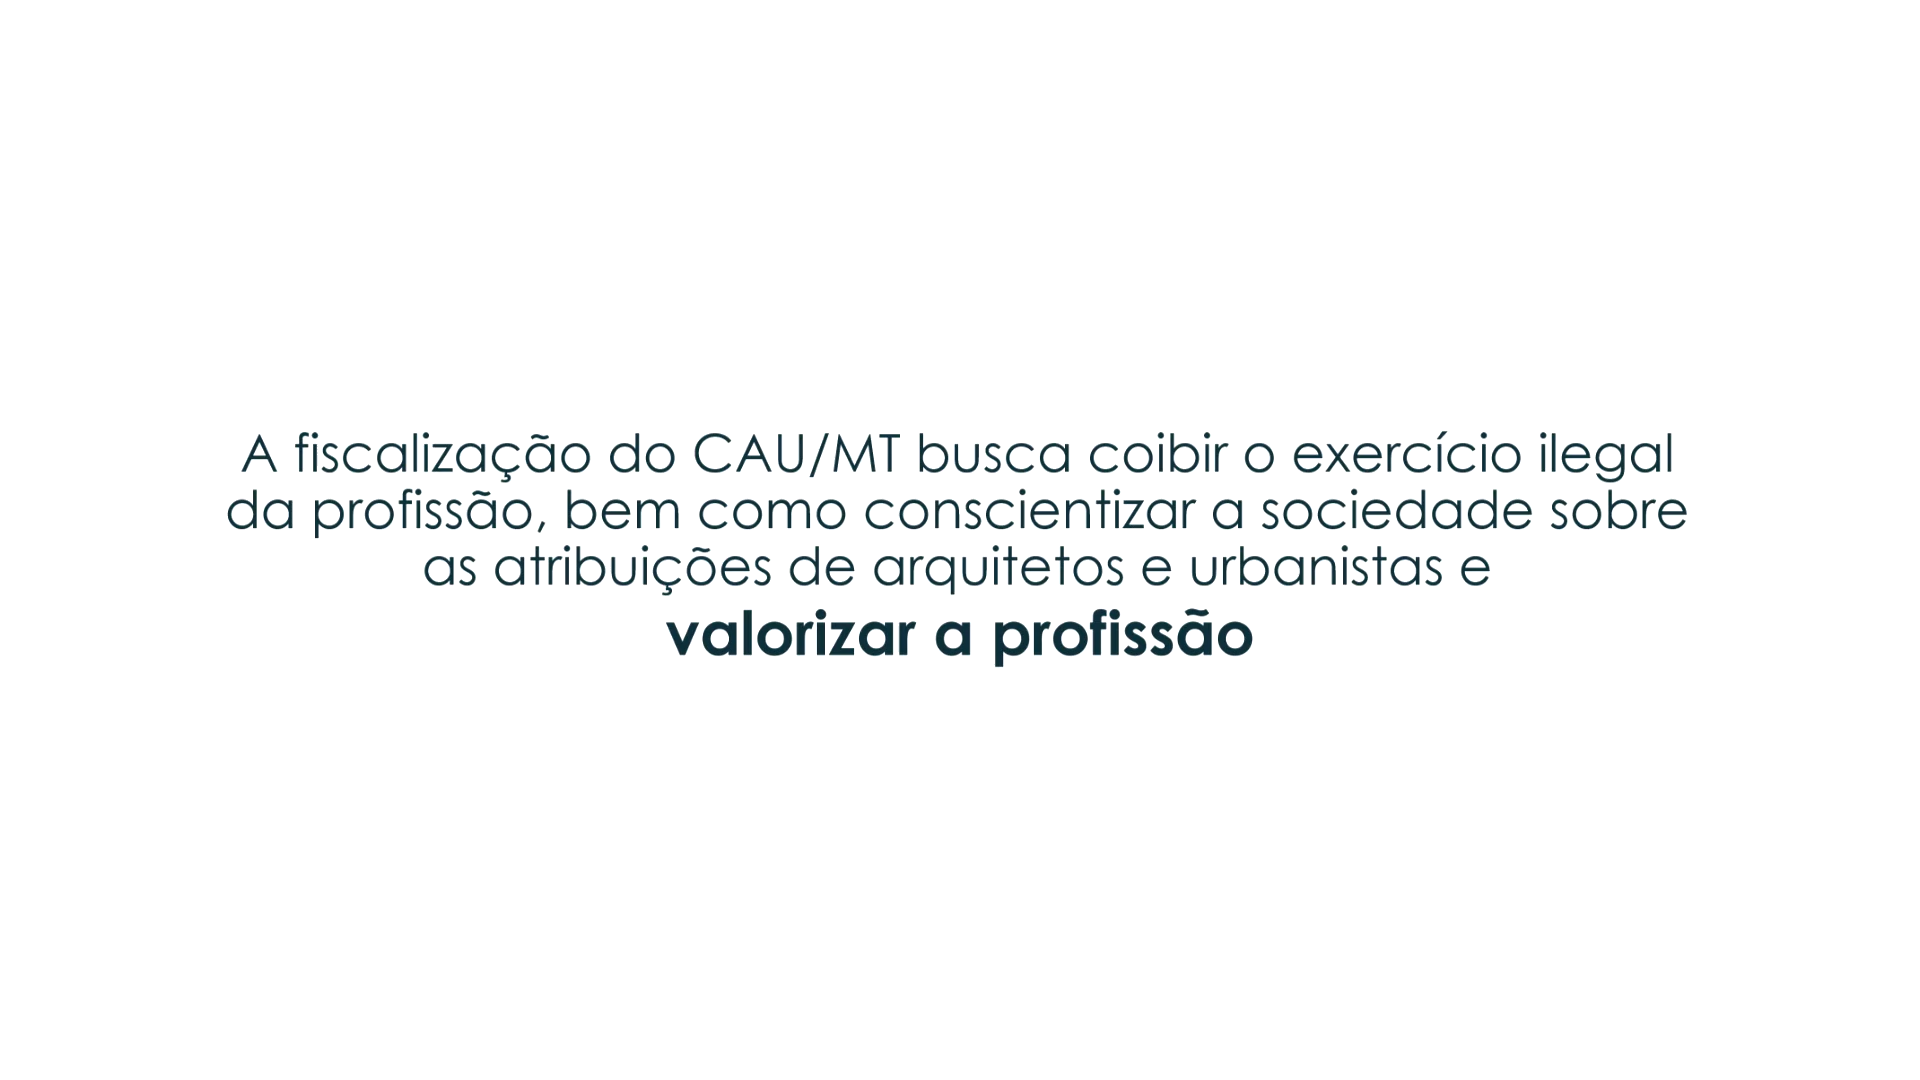 A fiscalização do CAU/MT busca coibir o exercício ilegal
da profissão, bem como conscientizar a sociedade sobre
as atribuições de arquitetos e urbanistas e
valorizar a profissão